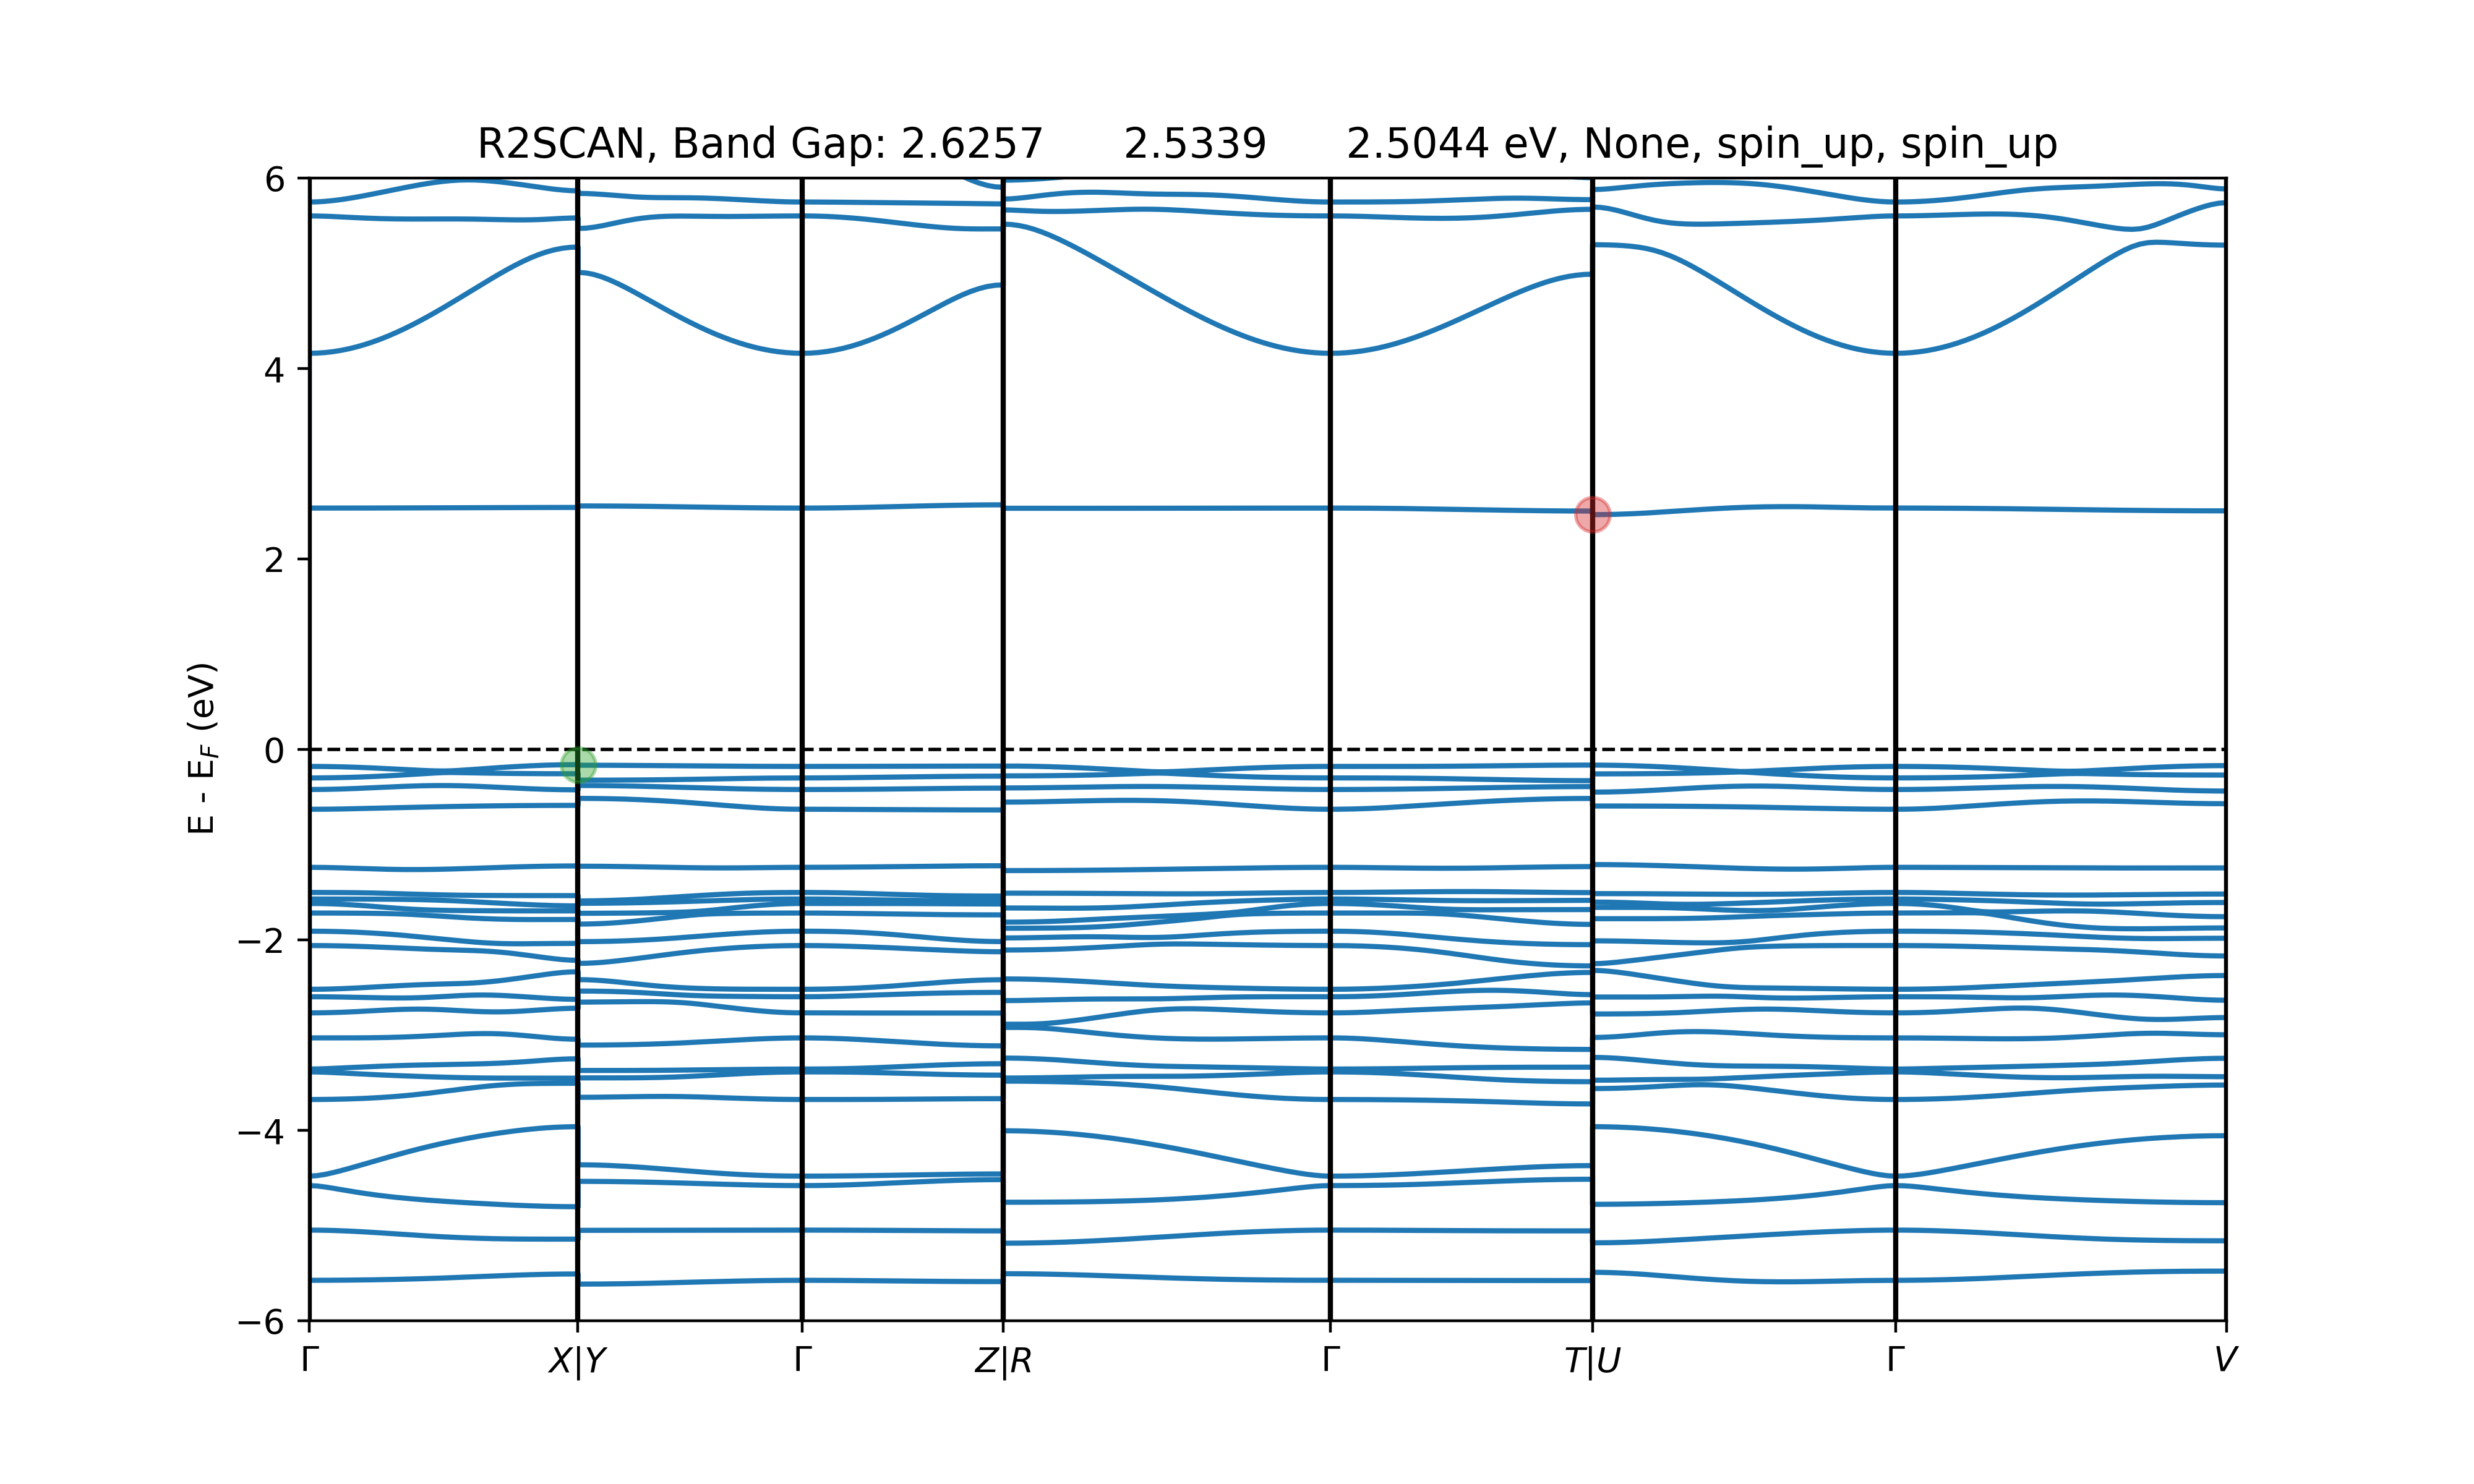 R2SCAN, Band Gap: 2.6257 2.5339 2.5044 eV, None, spin_up, spin_up
6
4
2
0
−2
−4
−6
E - E_F (eV)
Γ X|Y Γ Z|R Γ T|U Γ V